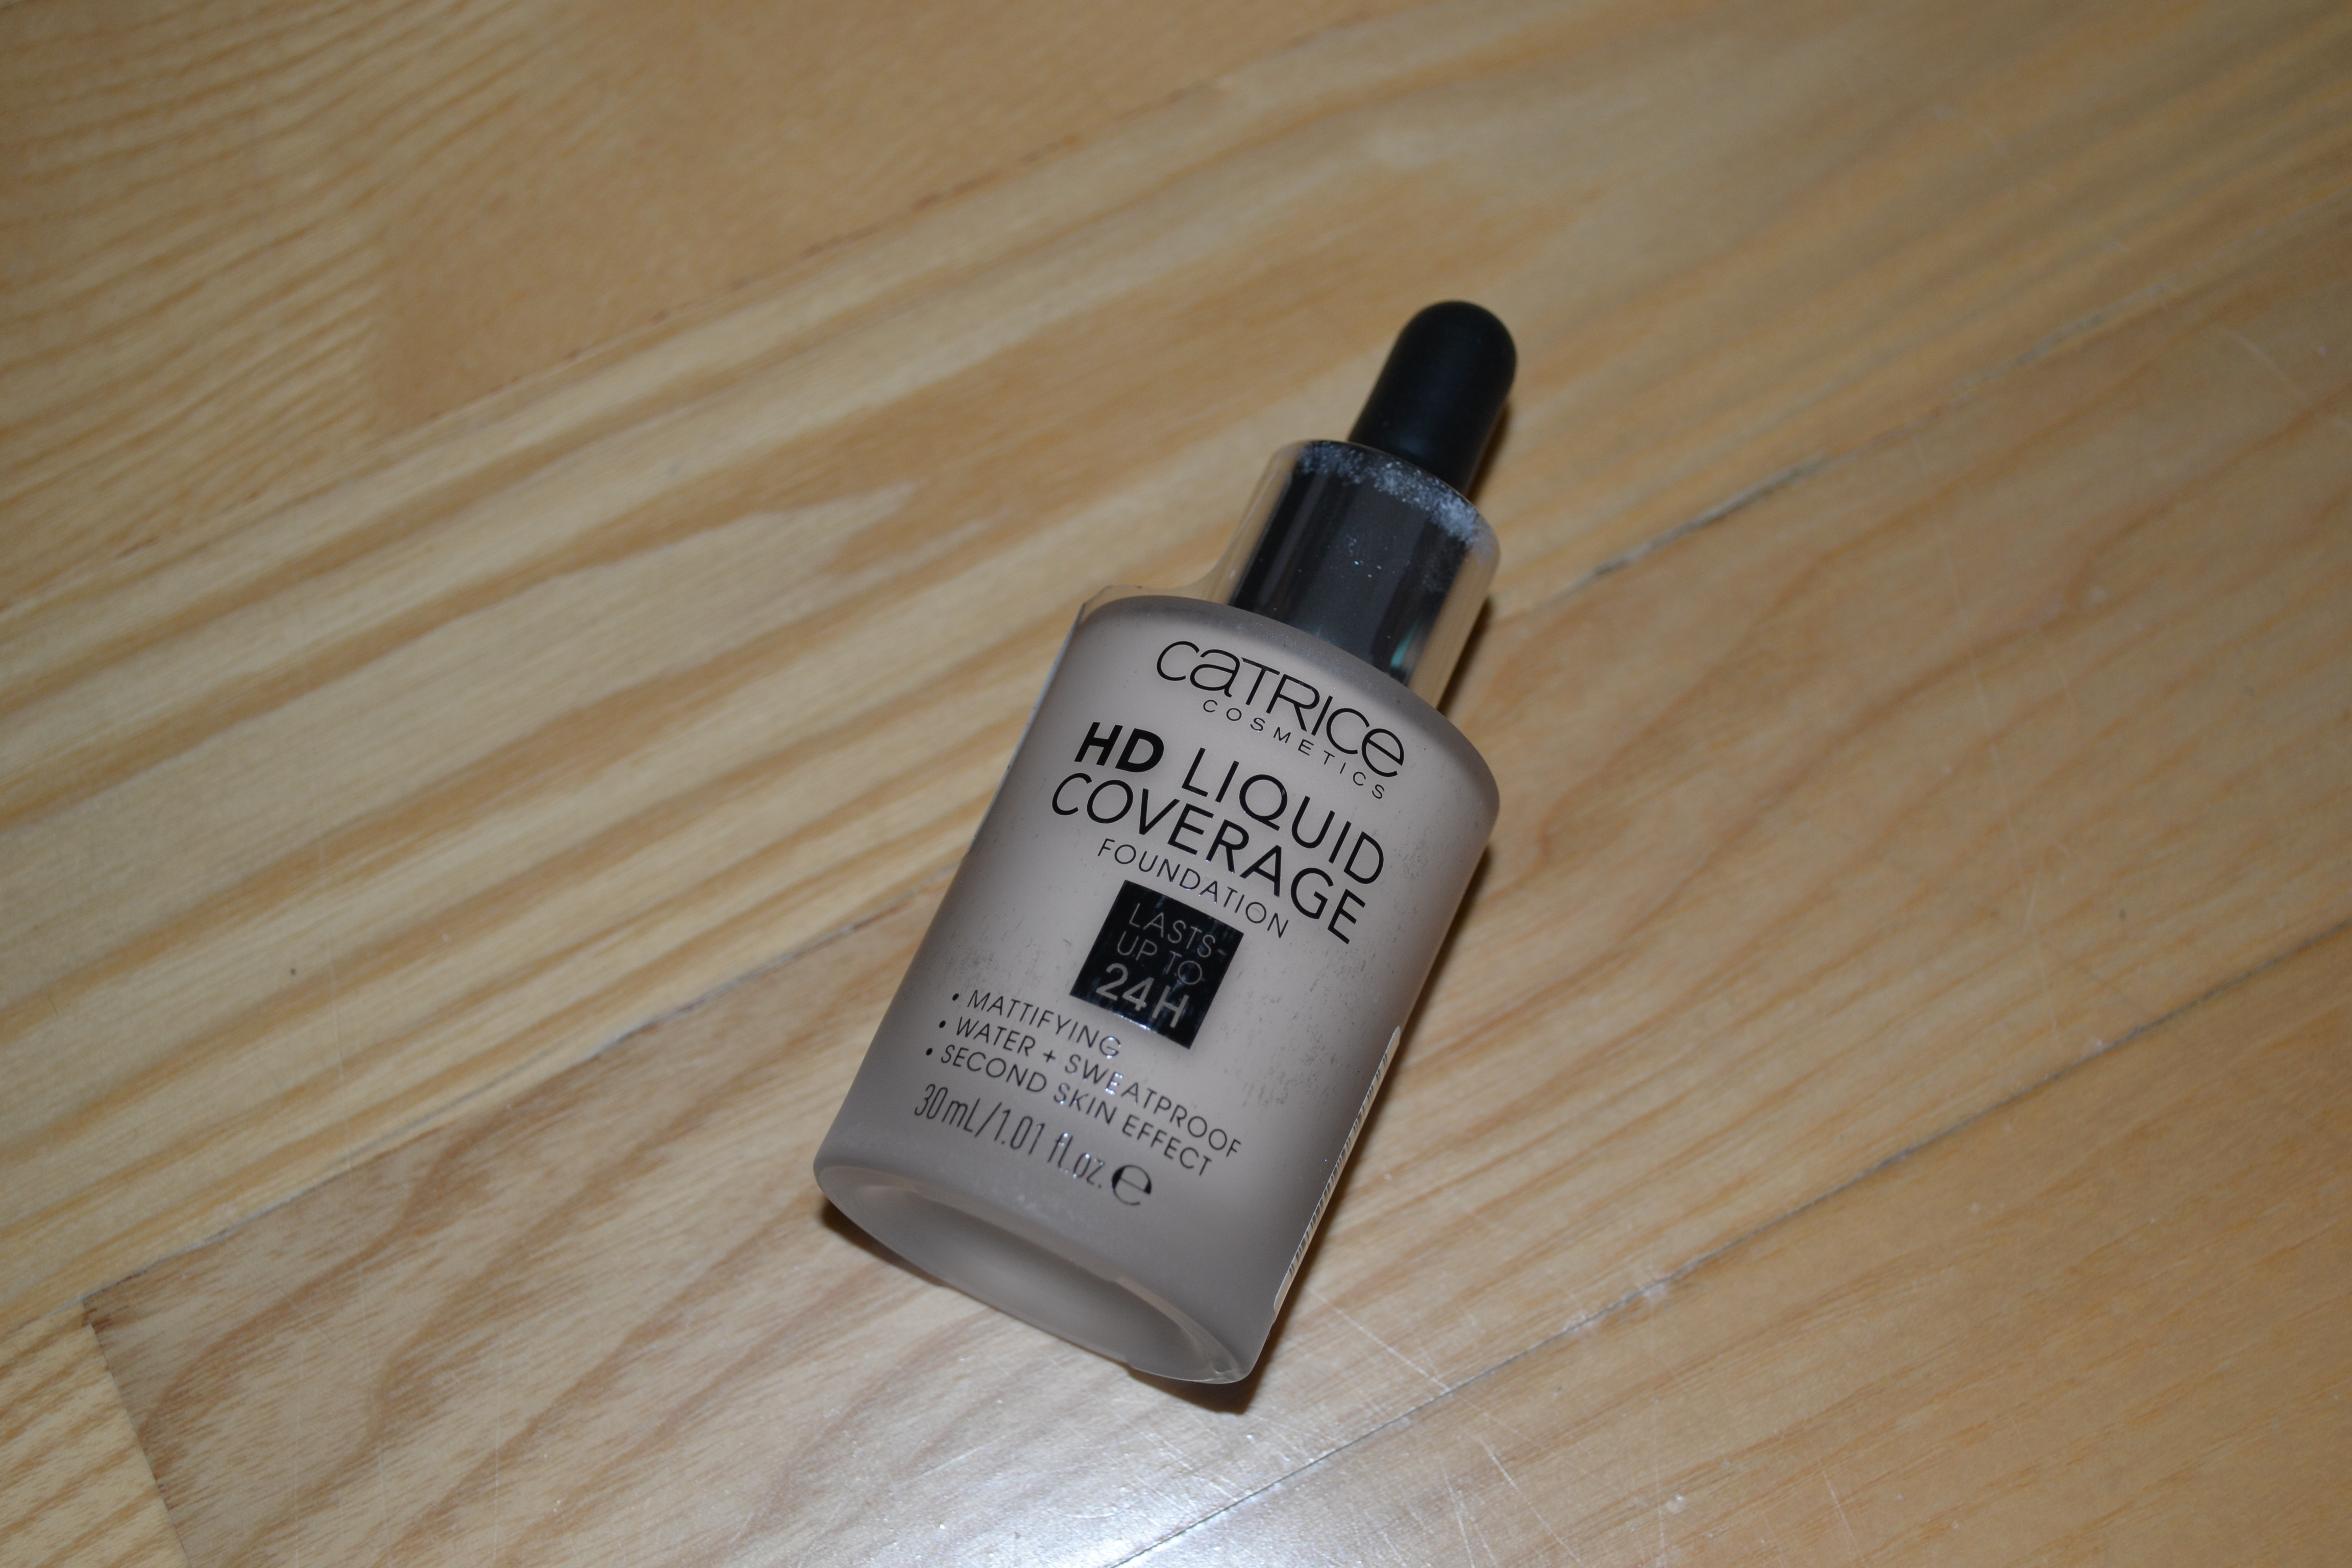 CATRICE
COSMETICS
HD LIQUID
COVERAGE
FOUNDATION
LASTS
UP TO
24H
• MATTIFYING
• WATER + SWEATPROOF
• SECOND SKIN EFFECT
30mL/1.01 fl.oz. ℮